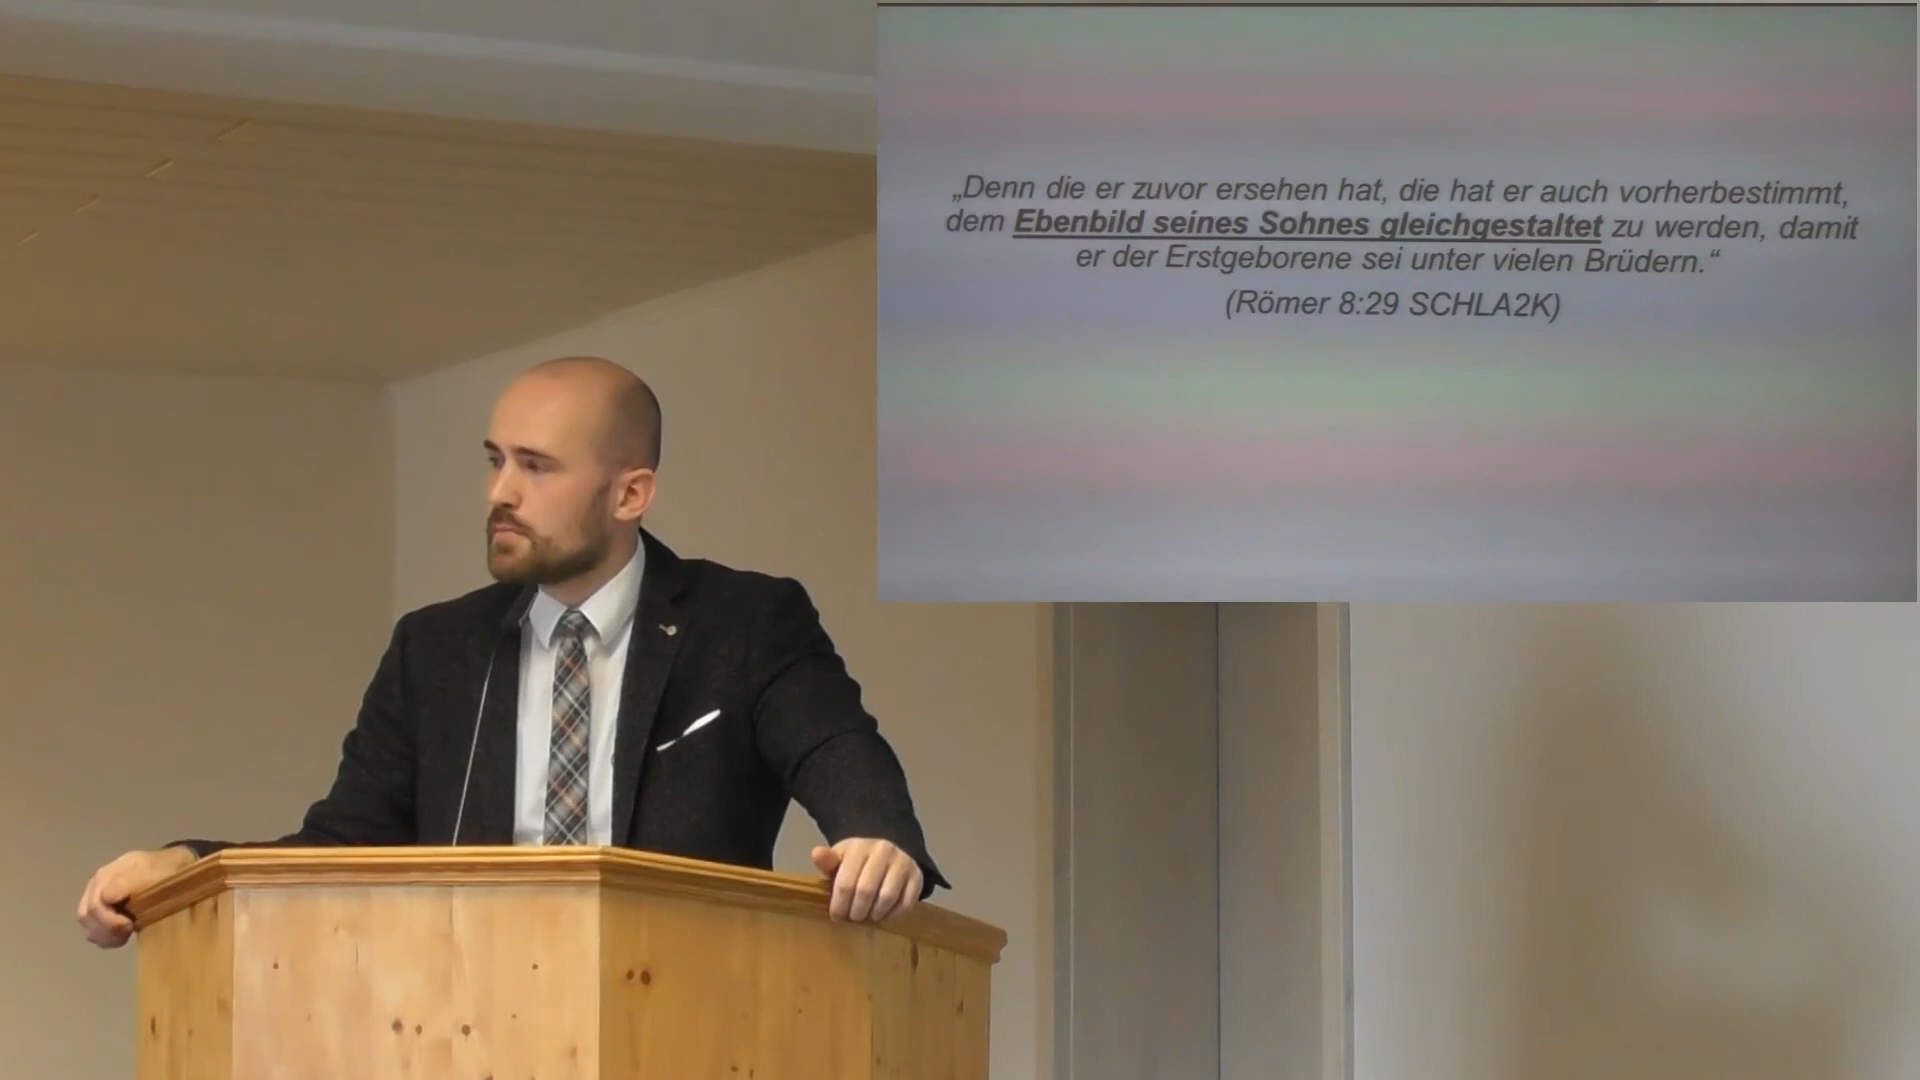 „Denn die er zuvor ersehen hat, die hat er auch vorherbestimmt,
dem Ebenbild seines Sohnes gleichgestaltet zu werden, damit
er der Erstgeborene sei unter vielen Brüdern.“
(Römer 8:29 SCHLA2K)